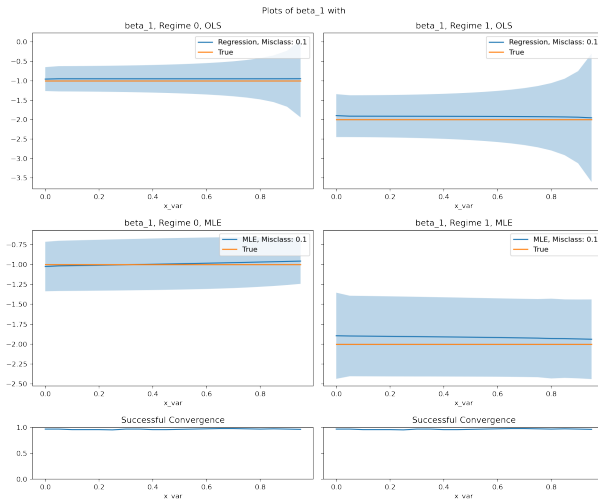 Plots of beta_1 with
beta_1, Regime 0, OLS
beta_1, Regime 1, OLS
0.0
−0.5
−1.0
−1.5
−2.0
−2.5
−3.0
−3.5
Regression, Misclass: 0.1
True
Regression, Misclass: 0.1
True
0.0 0.2 0.4 0.6 0.8
x_var
0.0 0.2 0.4 0.6 0.8
x_var
beta_1, Regime 0, MLE
beta_1, Regime 1, MLE
−0.75
−1.00
−1.25
−1.50
−1.75
−2.00
−2.25
−2.50
MLE, Misclass: 0.1
True
MLE, Misclass: 0.1
True
0.0 0.2 0.4 0.6 0.8
x_var
0.0 0.2 0.4 0.6 0.8
x_var
Successful Convergence
Successful Convergence
1.0
0.5
0.0
0.0 0.2 0.4 0.6 0.8
x_var
0.0 0.2 0.4 0.6 0.8
x_var